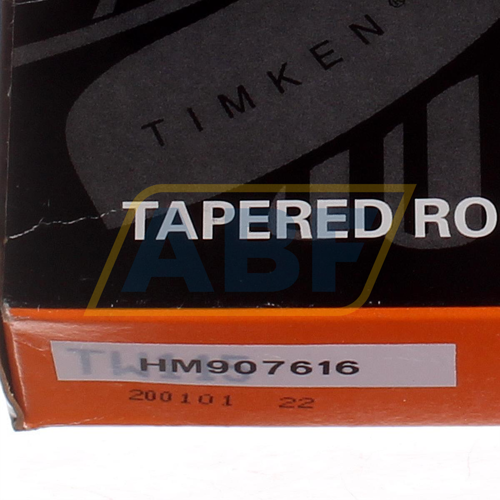 TIMKEN®
TAPERED RO
ABF
HM907616
200101 22